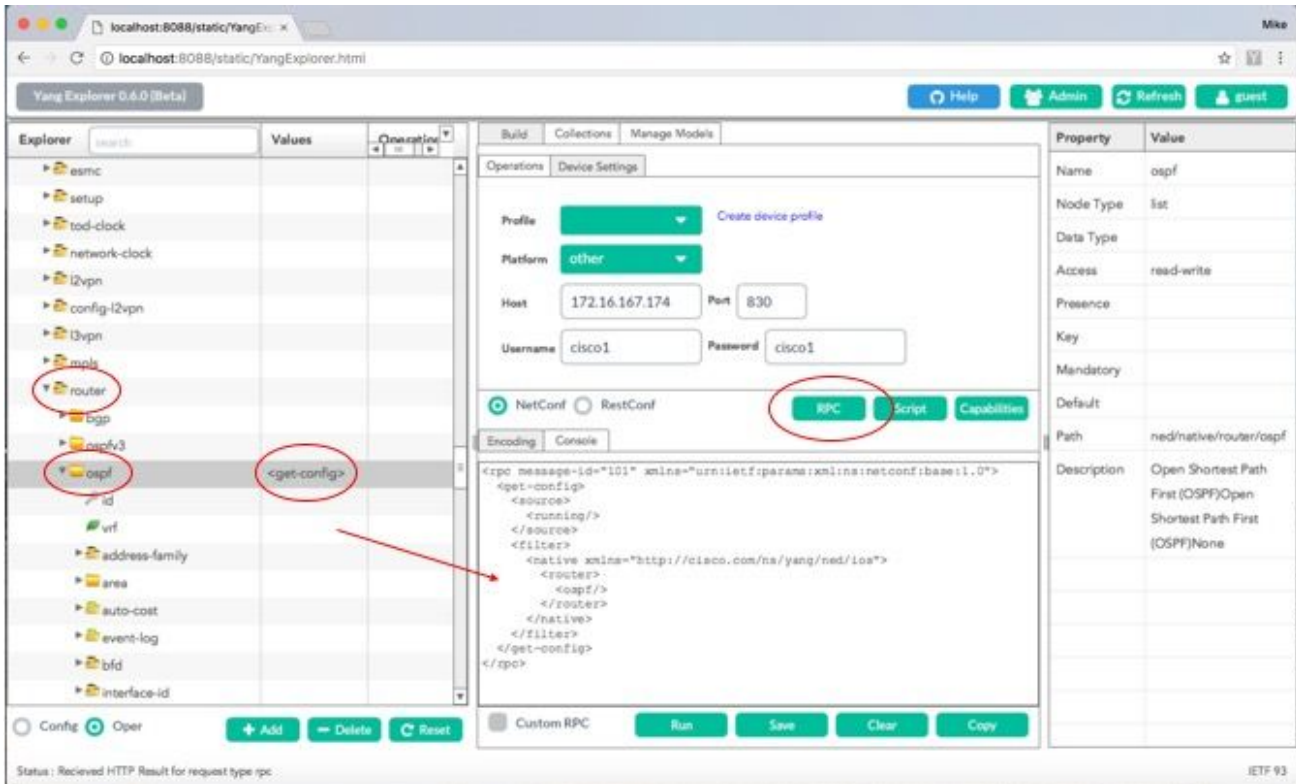 localhost:8088/static/YangEx
Mike
localhost:8088/static/YangExplorer.html
Yang Explorer 0.6.0 (Beta)
Help
Admin
Refresh
guest
Explorer
search
Values
Operation
esmc
setup
tod-clock
network-clock
l2vpn
config-l2vpn
l3vpn
mpls
router
bgp
ospfv3
ospf
<get-config>
id
vrf
address-family
area
auto-cost
event-log
bfd
interface-id
Config
Oper
Add
Delete
Reset
Build
Collections
Manage Models
Operations
Device Settings
Profile
Create device profile
Platform
other
Host
172.16.167.174
Port
830
Username
cisco1
Password
cisco1
NetConf
RestConf
RPC
Script
Capabilities
Encoding
Console
<rpc message-id="101" xmlns="urn:ietf:params:xml:ns:netconf:base:1.0">
<get-config>
<source>
<running/>
</source>
<filter>
<native xmlns="http://cisco.com/ns/yang/ned/ios">
<router>
<ospf/>
</router>
</native>
</filter>
</get-config>
</rpc>
Custom RPC
Run
Save
Clear
Copy
Property
Value
Name
ospf
Node Type
list
Data Type
Access
read-write
Presence
Key
Mandatory
Default
Path
ned/native/router/ospf
Description
Open Shortest Path
First (OSPF)Open
Shortest Path First
(OSPF)None
Status : Recieved HTTP Result for request type rpc
IETF 93